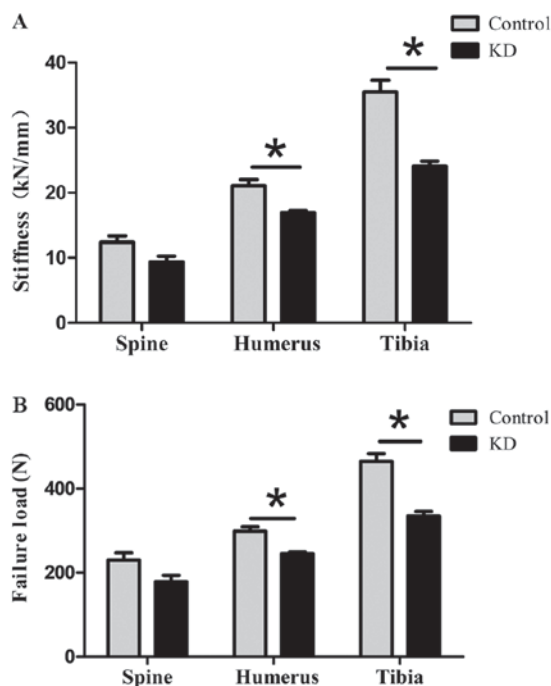 A
Control
KD
Stiffness (kN/mm)
40
30
20
10
0
*
*
Spine Humerus Tibia
B
Control
KD
Failure load (N)
600
400
200
0
*
*
Spine Humerus Tibia